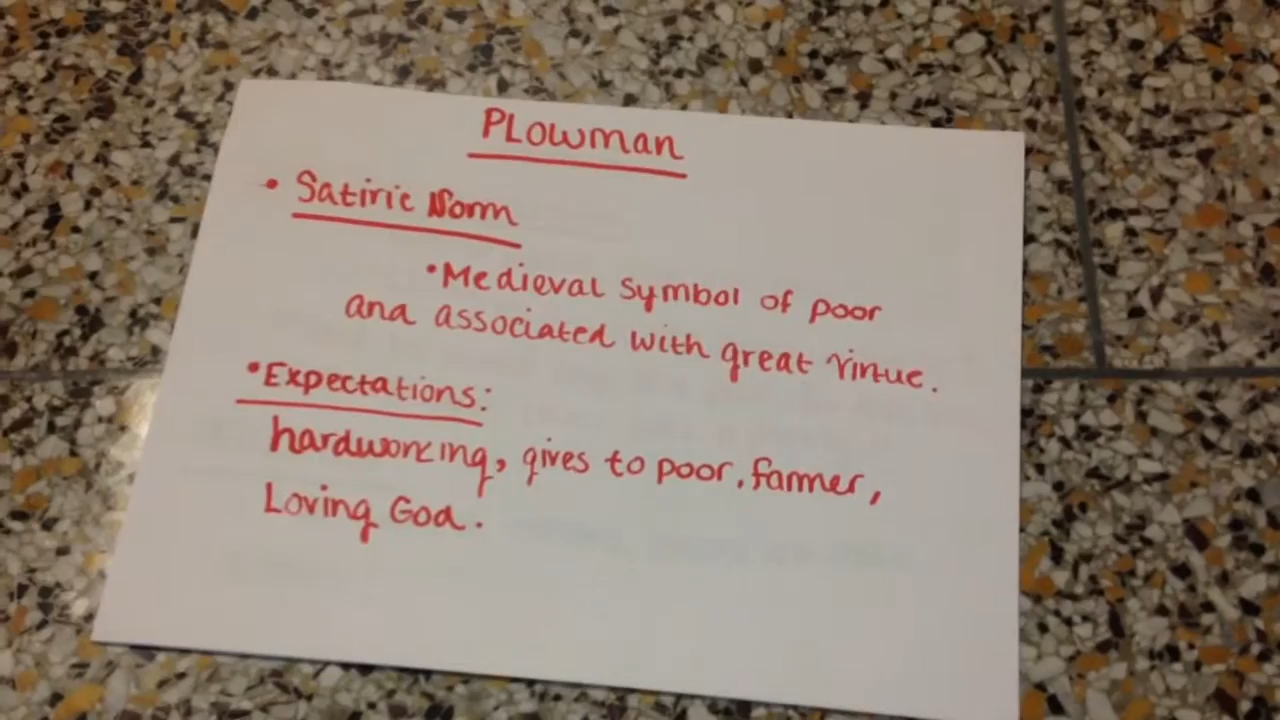 PLOWMAN
• Satiric Norm
• Medieval symbol of poor
and associated with great virtue.
• Expectations:
hardworking, gives to poor, farmer,
Loving God.